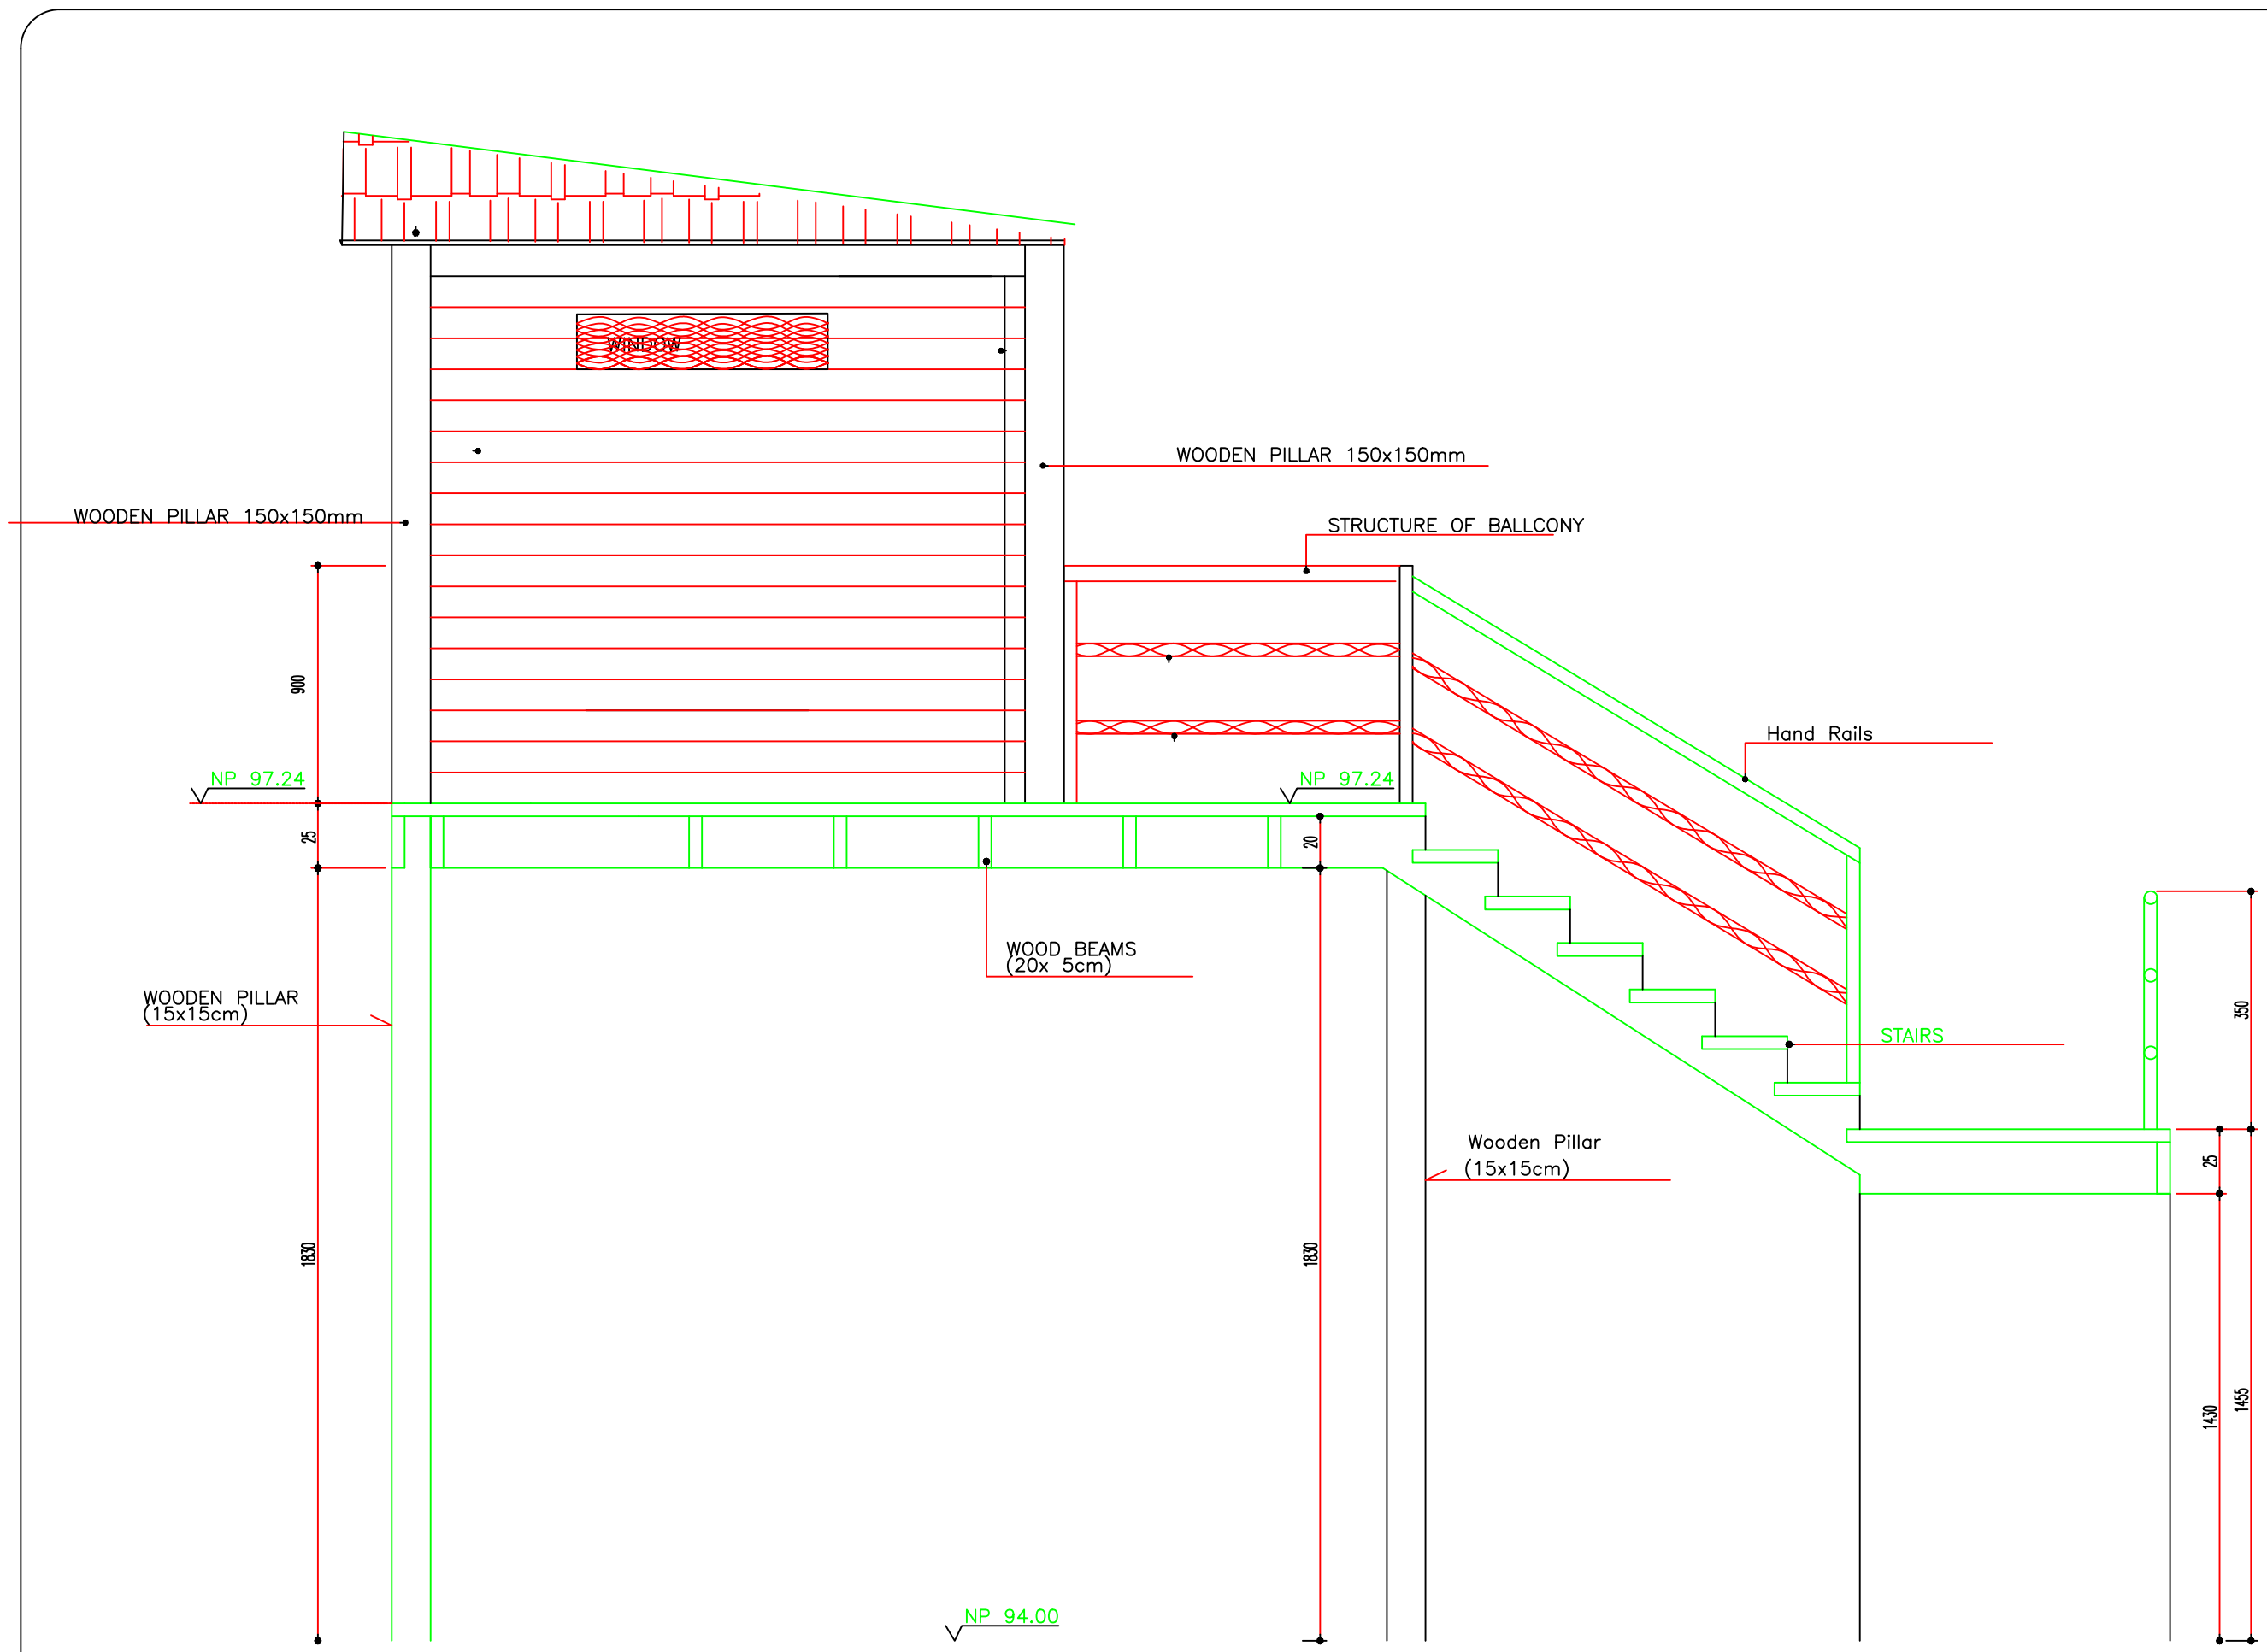 WINDOW
WOODEN PILLAR 150x150mm
WOODEN PILLAR 150x150mm
STRUCTURE OF BALLCONY
900
Hand Rails
NP 97.24
NP 97.24
25
20
WOOD BEAMS
(20x 5cm)
WOODEN PILLAR
(15x15cm)
350
STAIRS
Wooden Pillar
(15x15cm)
25
1830
1830
1430
1455
NP 94.00